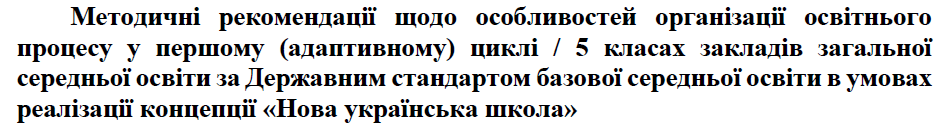 Методичні рекомендації щодо особливостей організації освітнього
процесу у першому (адаптивному) циклі / 5 класах закладів загальної
середньої освіти за Державним стандартом базової середньої освіти в умовах
реалізації концепції «Нова українська школа»